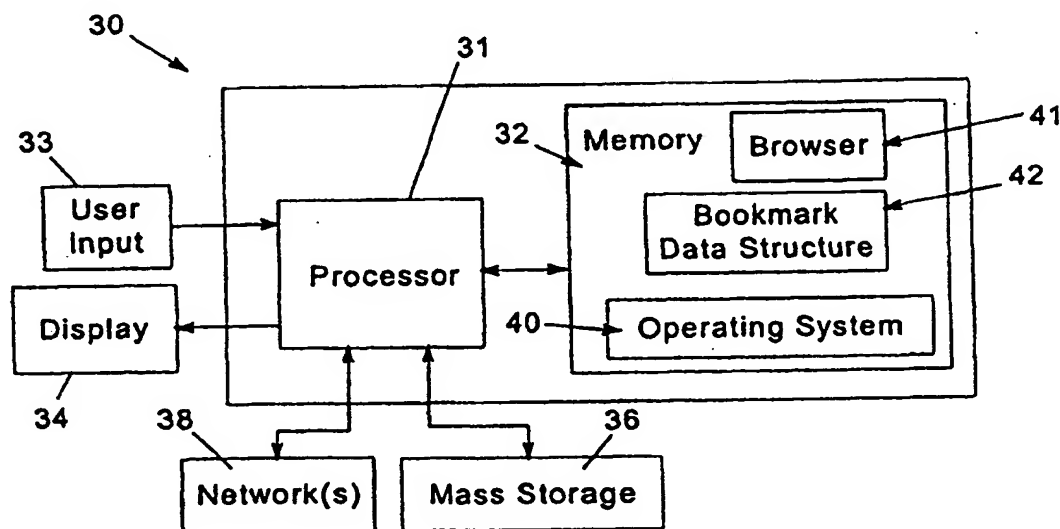 30
31
33
32
Memory
Browser
41
42
User
Input
Bookmark
Data Structure
Processor
Display
40
Operating System
34
38
36
Network(s)
Mass Storage